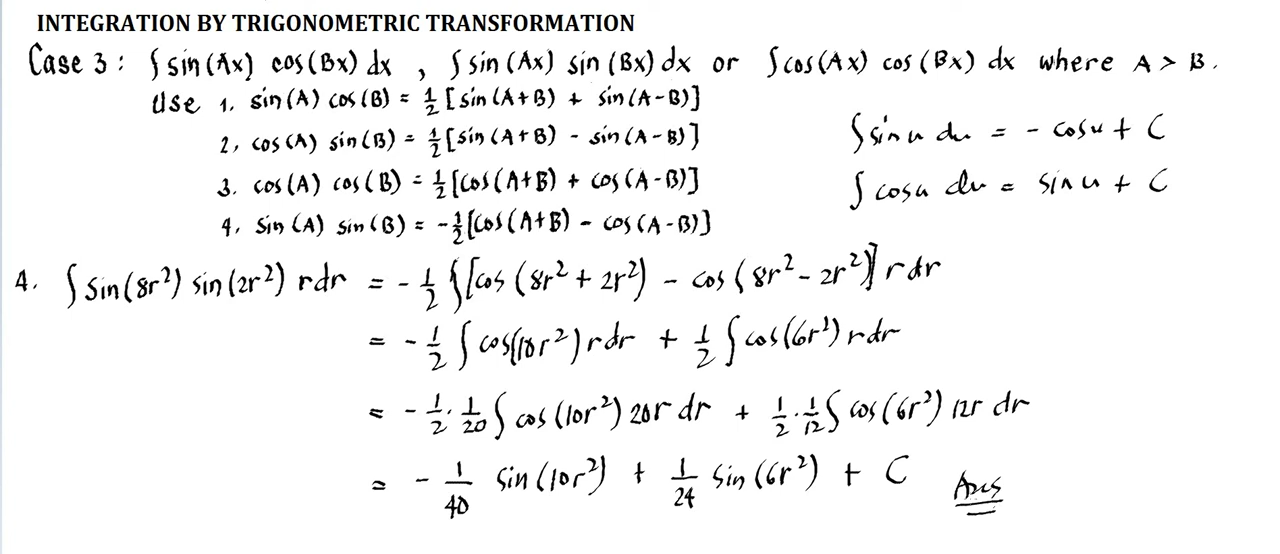 INTEGRATION BY TRIGONOMETRIC TRANSFORMATION
Case 3 : ∫ sin(Ax) cos(Bx) dx , ∫ sin(Ax) sin(Bx) dx or ∫ cos(Ax) cos(Bx) dx where A > B.
Use 1. sin(A) cos(B) = 1/2 [sin(A+B) + sin(A-B)]
2. cos(A) sin(B) = 1/2 [sin(A+B) - sin(A-B)]
∫ sin u du = - cos u + C
3. cos(A) cos(B) = 1/2 [cos(A+B) + cos(A-B)]
∫ cos u du = sin u + C
4. sin(A) sin(B) = -1/2 [cos(A+B) - cos(A-B)]
4. ∫ sin(8r²) sin(2r²) rdr = - 1/2 ∫ [cos(8r² + 2r²) - cos(8r² - 2r²)] r dr
= - 1/2 ∫ cos(10r²) r dr + 1/2 ∫ cos(6r²) r dr
= - 1/2 · 1/20 ∫ cos(10r²) 20r dr + 1/2 · 1/12 ∫ cos(6r²) 12r dr
= - 1/40 sin(10r²) + 1/24 sin(6r²) + C Ans